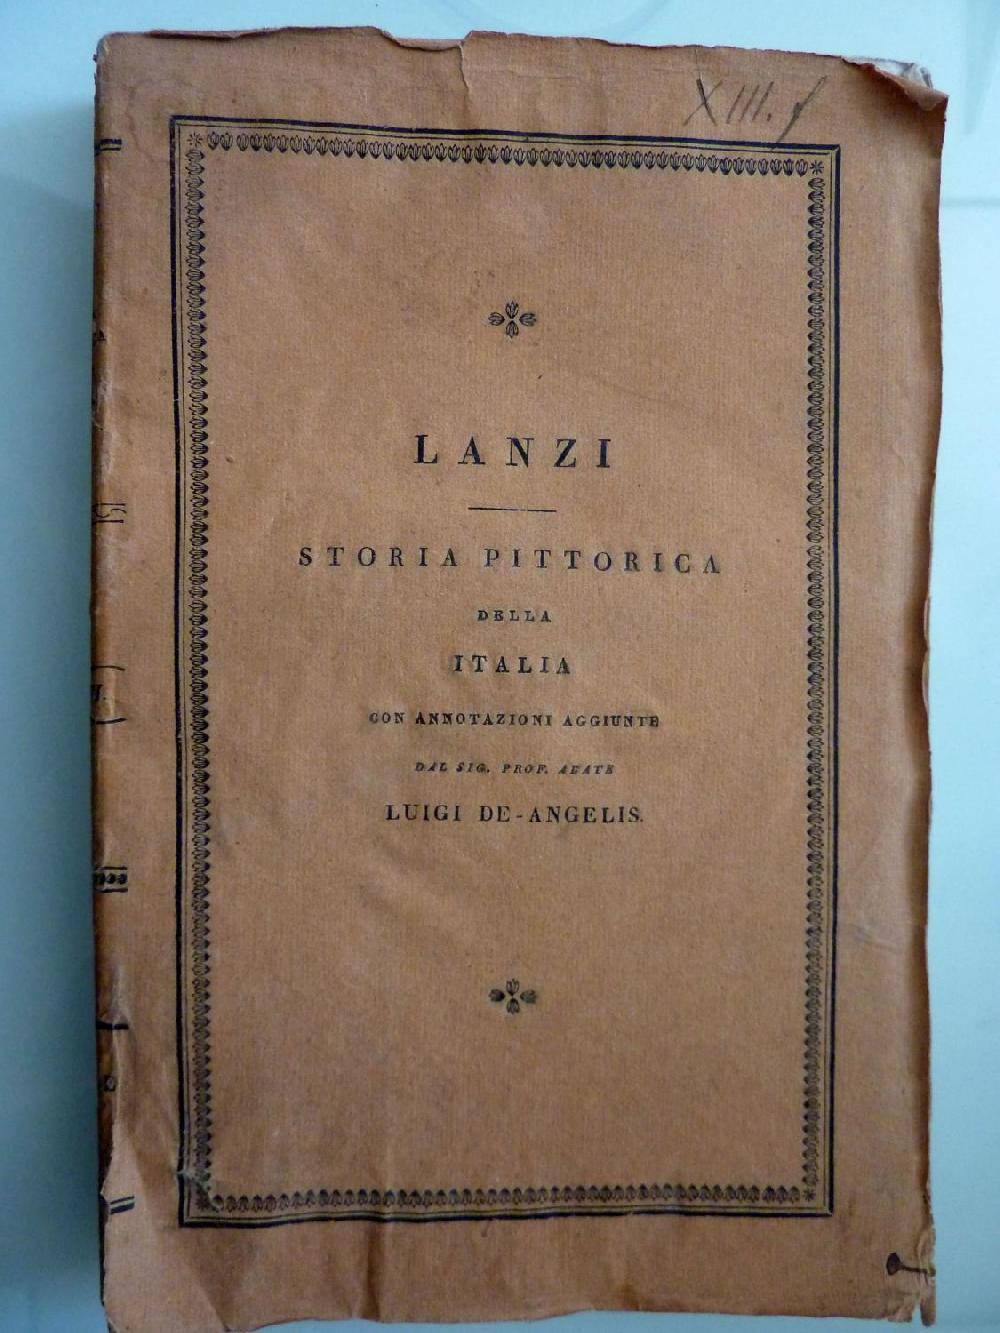 XIII. f
LANZI
STORIA PITTORICA
DELLA
ITALIA
CON ANNOTAZIONI AGGIUNTE
DAL SIG. PROF. ABATE
LUIGI DE-ANGELIS.